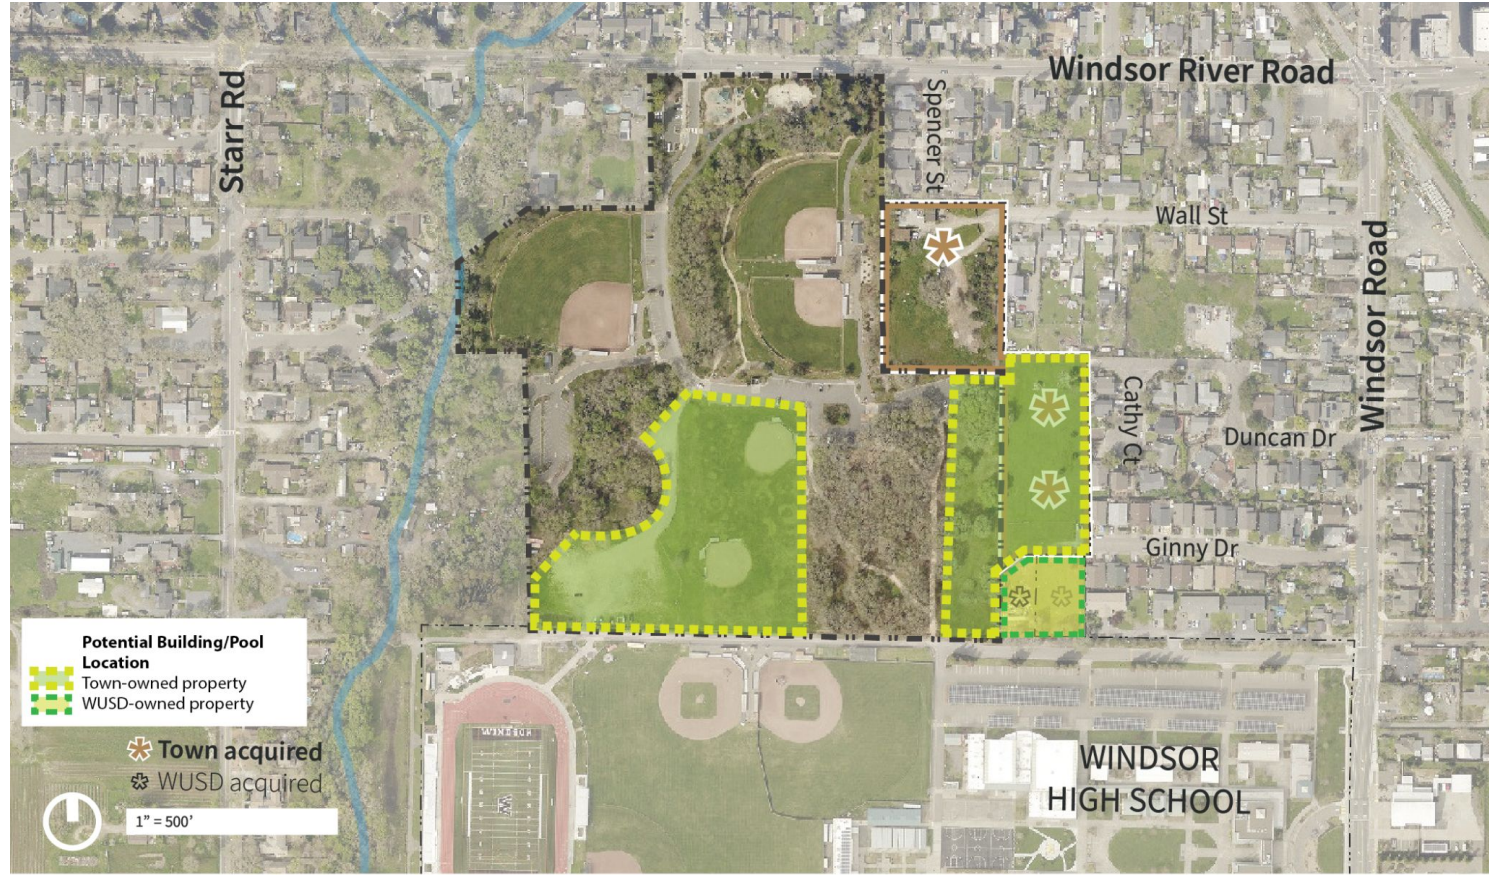 Windsor River Road
Starr Rd
Spencer St
Wall St
Windsor Road
Cathy Ct
Duncan Dr
Ginny Dr
Potential Building/Pool
Location
Town-owned property
WUSD-owned property
Town acquired
WUSD acquired
1” = 500’
WINDSOR
W
WINDSOR
HIGH SCHOOL